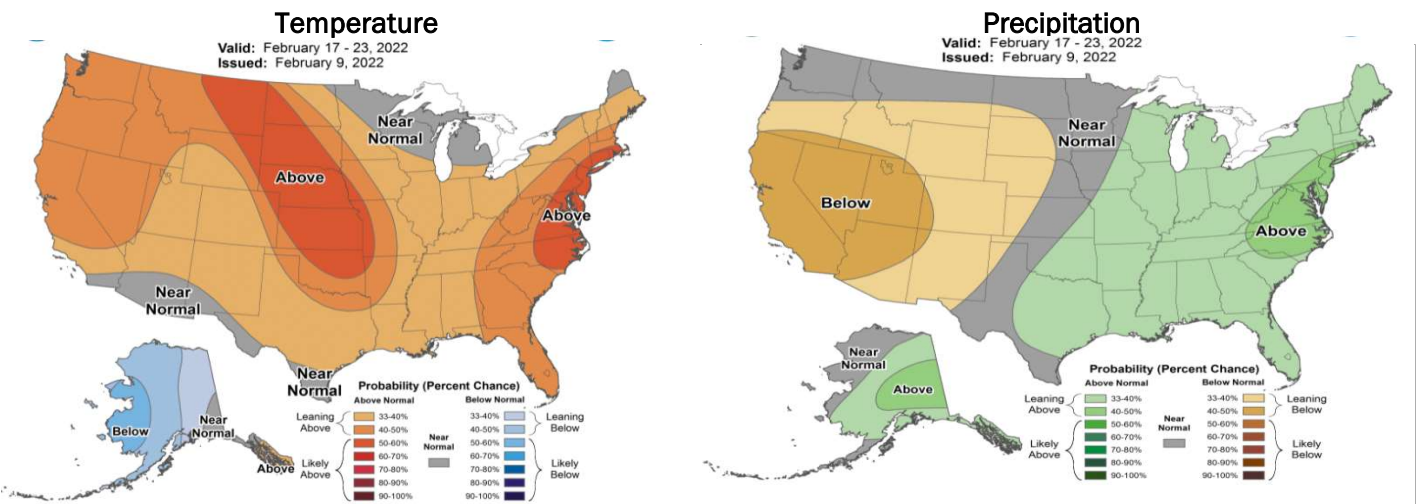 Temperature
Valid: February 17 - 23, 2022
Issued: February 9, 2022
Near
Normal
Above
Above
Near
Normal
Near
Normal
Below
Near
Normal
Above
Probability (Percent Chance)
Above Normal
Below Normal
Leaning
Above
33-40%
40-50%
Likely
Above
50-60%
60-70%
70-80%
80-90%
90-100%
Near
Normal
33-40%
40-50%
Leaning
Below
50-60%
60-70%
70-80%
80-90%
90-100%
Likely
Below
Precipitation
Valid: February 17 - 23, 2022
Issued: February 9, 2022
Near
Normal
Below
Above
Near
Normal
Above
Probability (Percent Chance)
Above Normal
Below Normal
Leaning
Above
33-40%
40-50%
Likely
Above
50-60%
60-70%
70-80%
80-90%
90-100%
Near
Normal
33-40%
40-50%
Leaning
Below
50-60%
60-70%
70-80%
80-90%
90-100%
Likely
Below